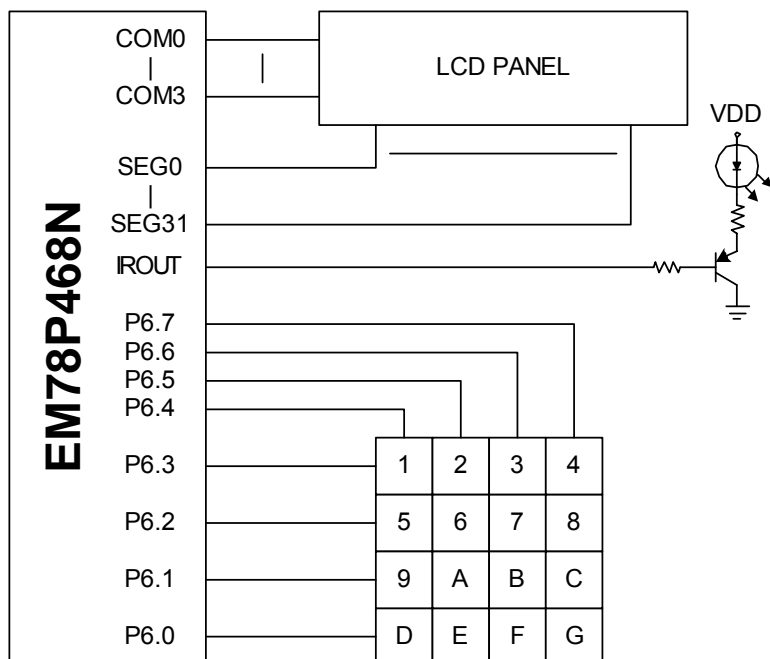 COM0
COM3
SEG0
SEG31
IROUT
P6.7
P6.6
P6.5
P6.4
P6.3
P6.2
P6.1
P6.0
EM78P468N
LCD PANEL
VDD
1 2 3 4
5 6 7 8
9 A B C
D E F G